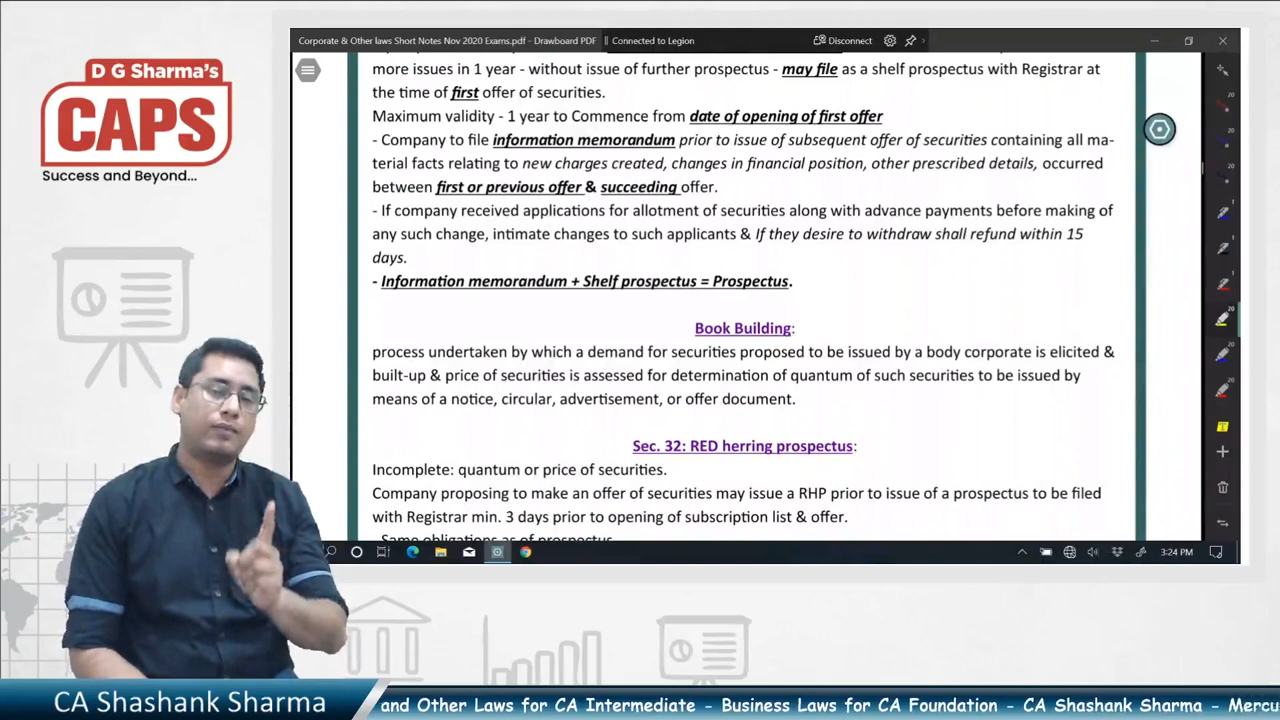 D G Sharma's
CAPS
Success and Beyond...
Corporate & Other laws Short Notes Nov 2020 Exams.pdf - Drawboard PDF
Connected to Legion
Disconnect
more issues in 1 year - without issue of further prospectus - may file as a shelf prospectus with Registrar at
the time of first offer of securities.
Maximum validity - 1 year to Commence from date of opening of first offer
- Company to file information memorandum prior to issue of subsequent offer of securities containing all ma-
terial facts relating to new charges created, changes in financial position, other prescribed details, occurred
between first or previous offer & succeeding offer.
- If company received applications for allotment of securities along with advance payments before making of
any such change, intimate changes to such applicants & If they desire to withdraw shall refund within 15
days.
- Information memorandum + Shelf prospectus = Prospectus.
Book Building:
process undertaken by which a demand for securities proposed to be issued by a body corporate is elicited &
built-up & price of securities is assessed for determination of quantum of such securities to be issued by
means of a notice, circular, advertisement, or offer document.
Sec. 32: RED herring prospectus:
Incomplete: quantum or price of securities.
Company proposing to make an offer of securities may issue a RHP prior to issue of a prospectus to be filed
with Registrar min. 3 days prior to opening of subscription list & offer.
- Same obligations as of prospectus
3:24 PM
CA Shashank Sharma
and Other Laws for CA Intermediate - Business Laws for CA Foundation - CA Shashank Sharma - Mercu